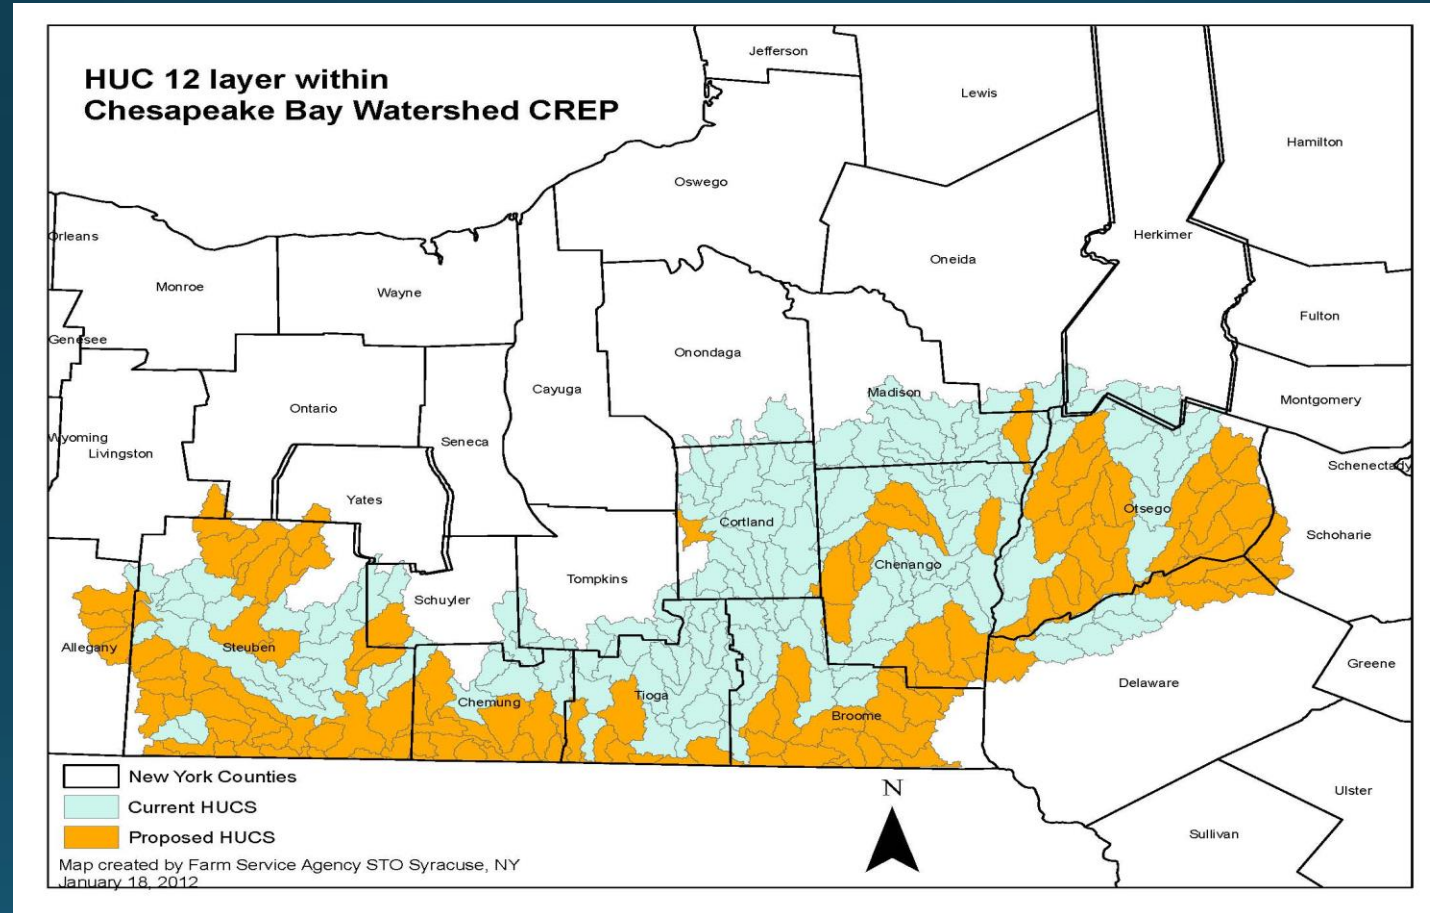 HUC 12 layer within
Chesapeake Bay Watershed CREP
Jefferson
Lewis
Hamilton
Oswego
Orleans
Herkimer
Oneida
Monroe
Wayne
Fulton
Genesee
Onondaga
Cayuga
Madison
Montgomery
Ontario
Wyoming
Seneca
Livingston
Schenectady
Yates
Otsego
Cortland
Schoharie
Chenango
Tompkins
Schuyler
Allegany
Steuben
Greene
Delaware
Tioga
Chemung
Broome
New York Counties
N
Ulster
Current HUCS
Sullivan
Proposed HUCS
Map created by Farm Service Agency STO Syracuse, NY
January 18, 2012